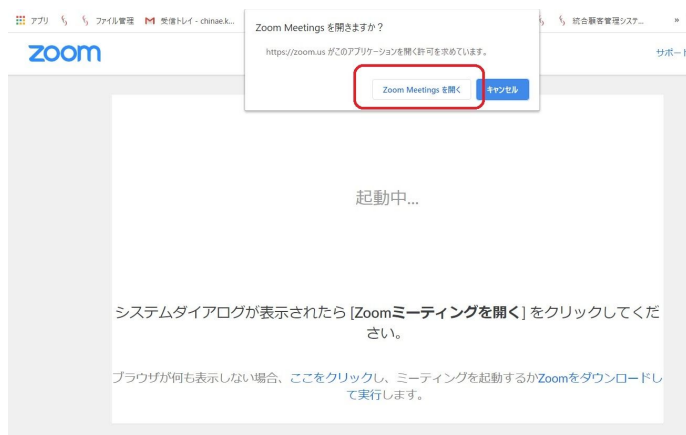 アプリ ファイル管理 M 受信トレイ - chinae.k... 統合顧客管理システ... »
Zoom Meetings を開きますか？
https://zoom.us がこのアプリケーションを開く許可を求めています。
Zoom Meetings を開く キャンセル
zoom サポート
起動中...
システムダイアログが表示されたら [Zoomミーティングを開く] をクリックしてくだ
さい。
ブラウザが何も表示しない場合、ここをクリックし、ミーティングを起動するかZoomをダウンロードし
て実行します。